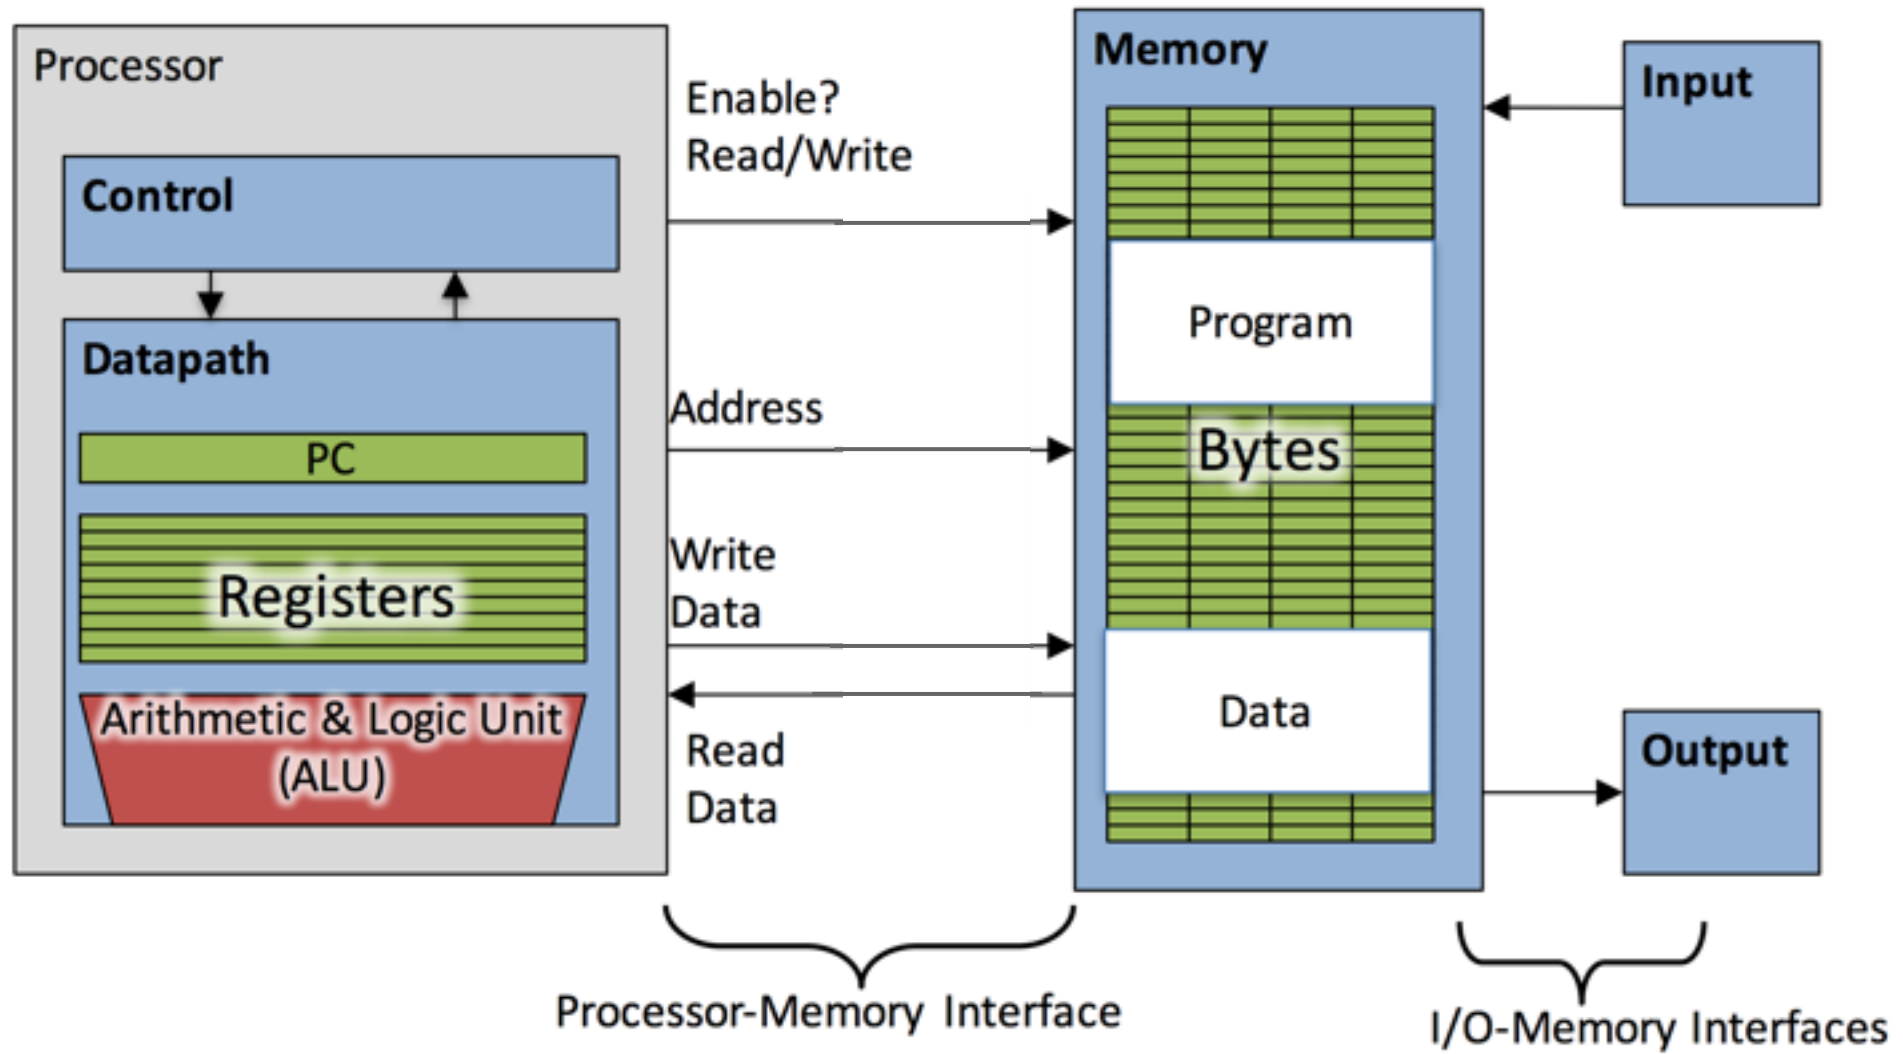 Processor
Control
Datapath
PC
Registers
Arithmetic & Logic Unit
(ALU)
Enable?
Read/Write
Address
Write
Data
Read
Data
Memory
Program
Bytes
Data
Input
Output
Processor-Memory Interface
I/O-Memory Interfaces